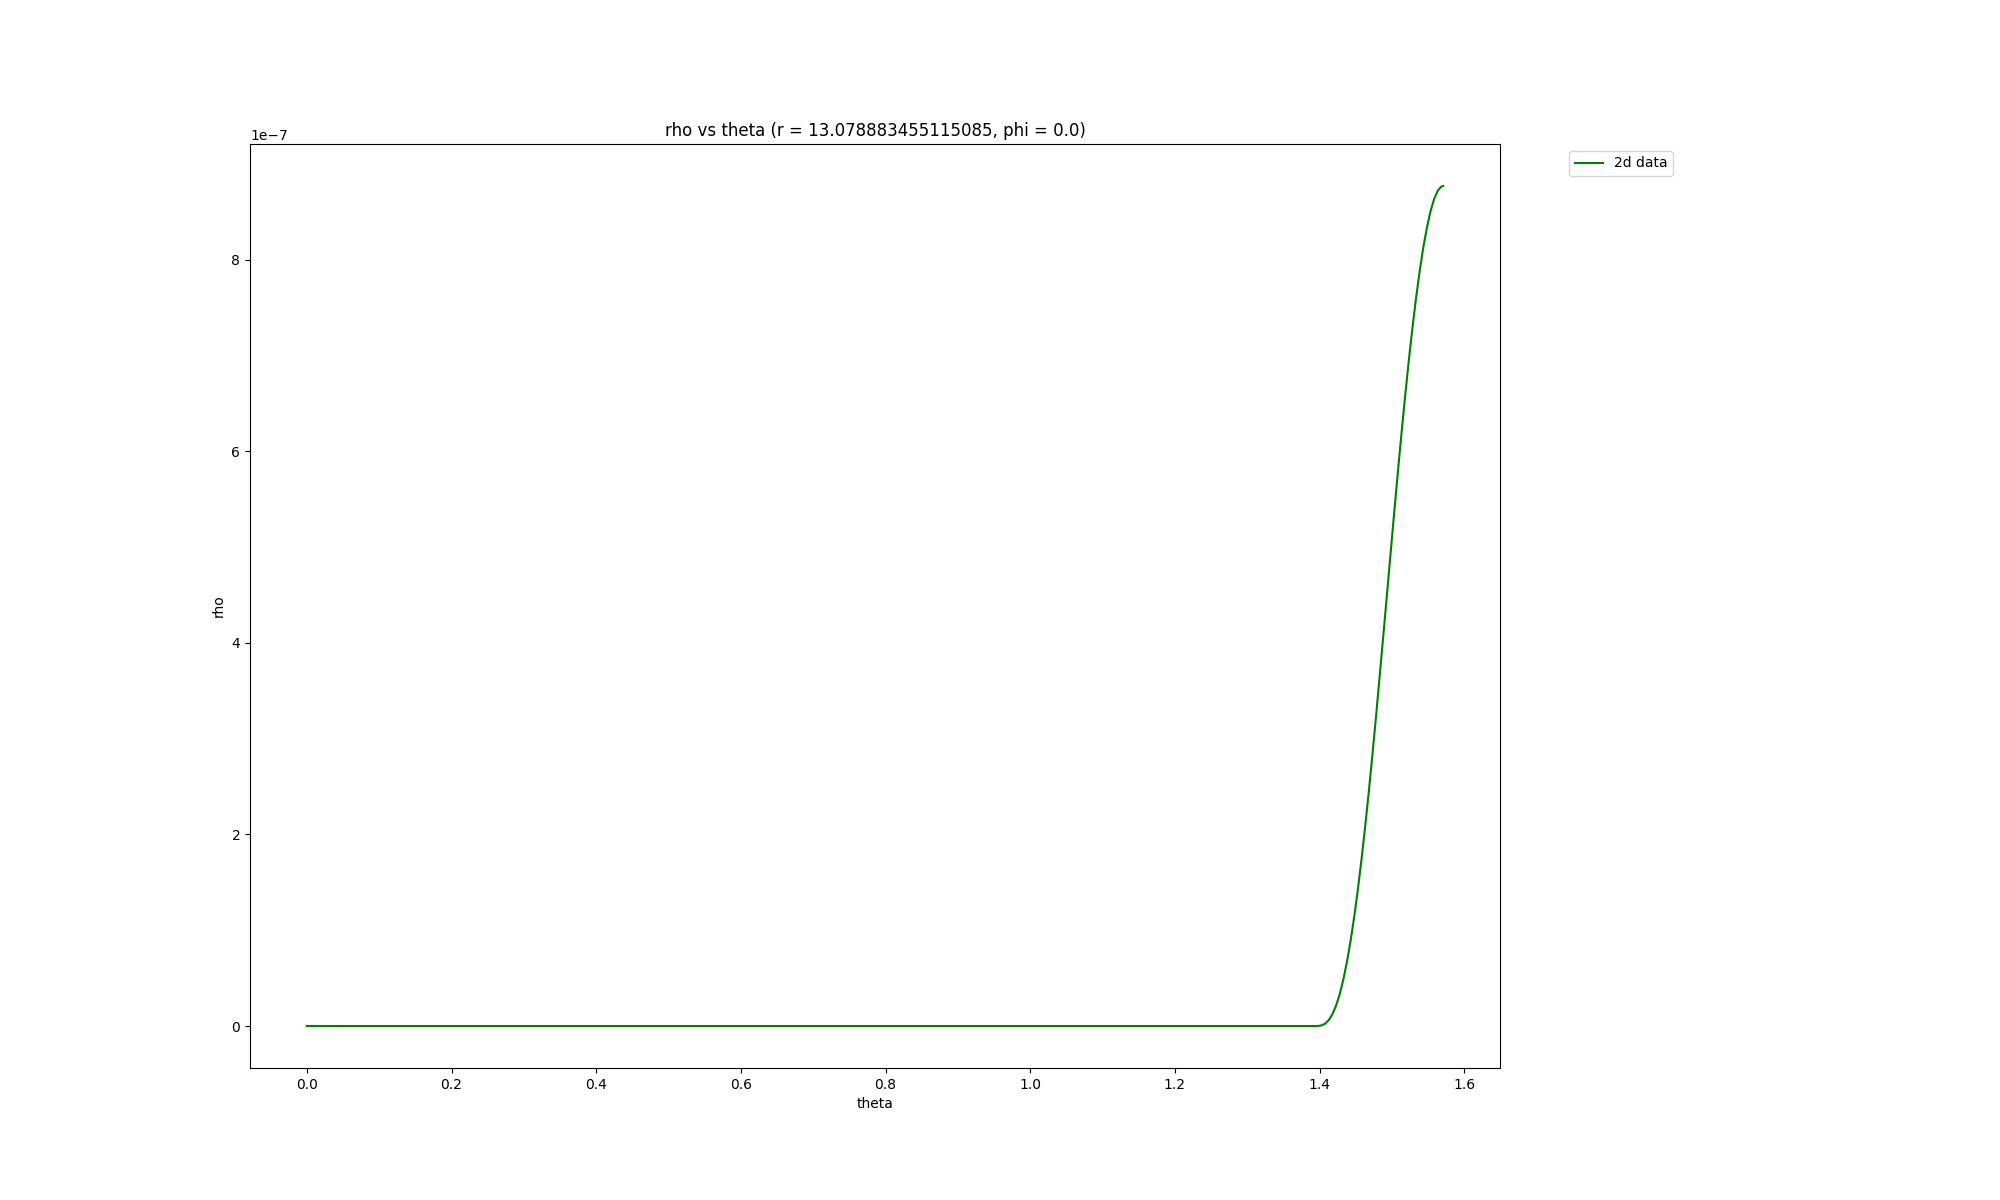 rho vs theta (r = 13.078883455115085, phi = 0.0)
1e−7
2d data
8
6
4
2
0
rho
0.0 0.2 0.4 0.6 0.8 1.0 1.2 1.4 1.6
theta